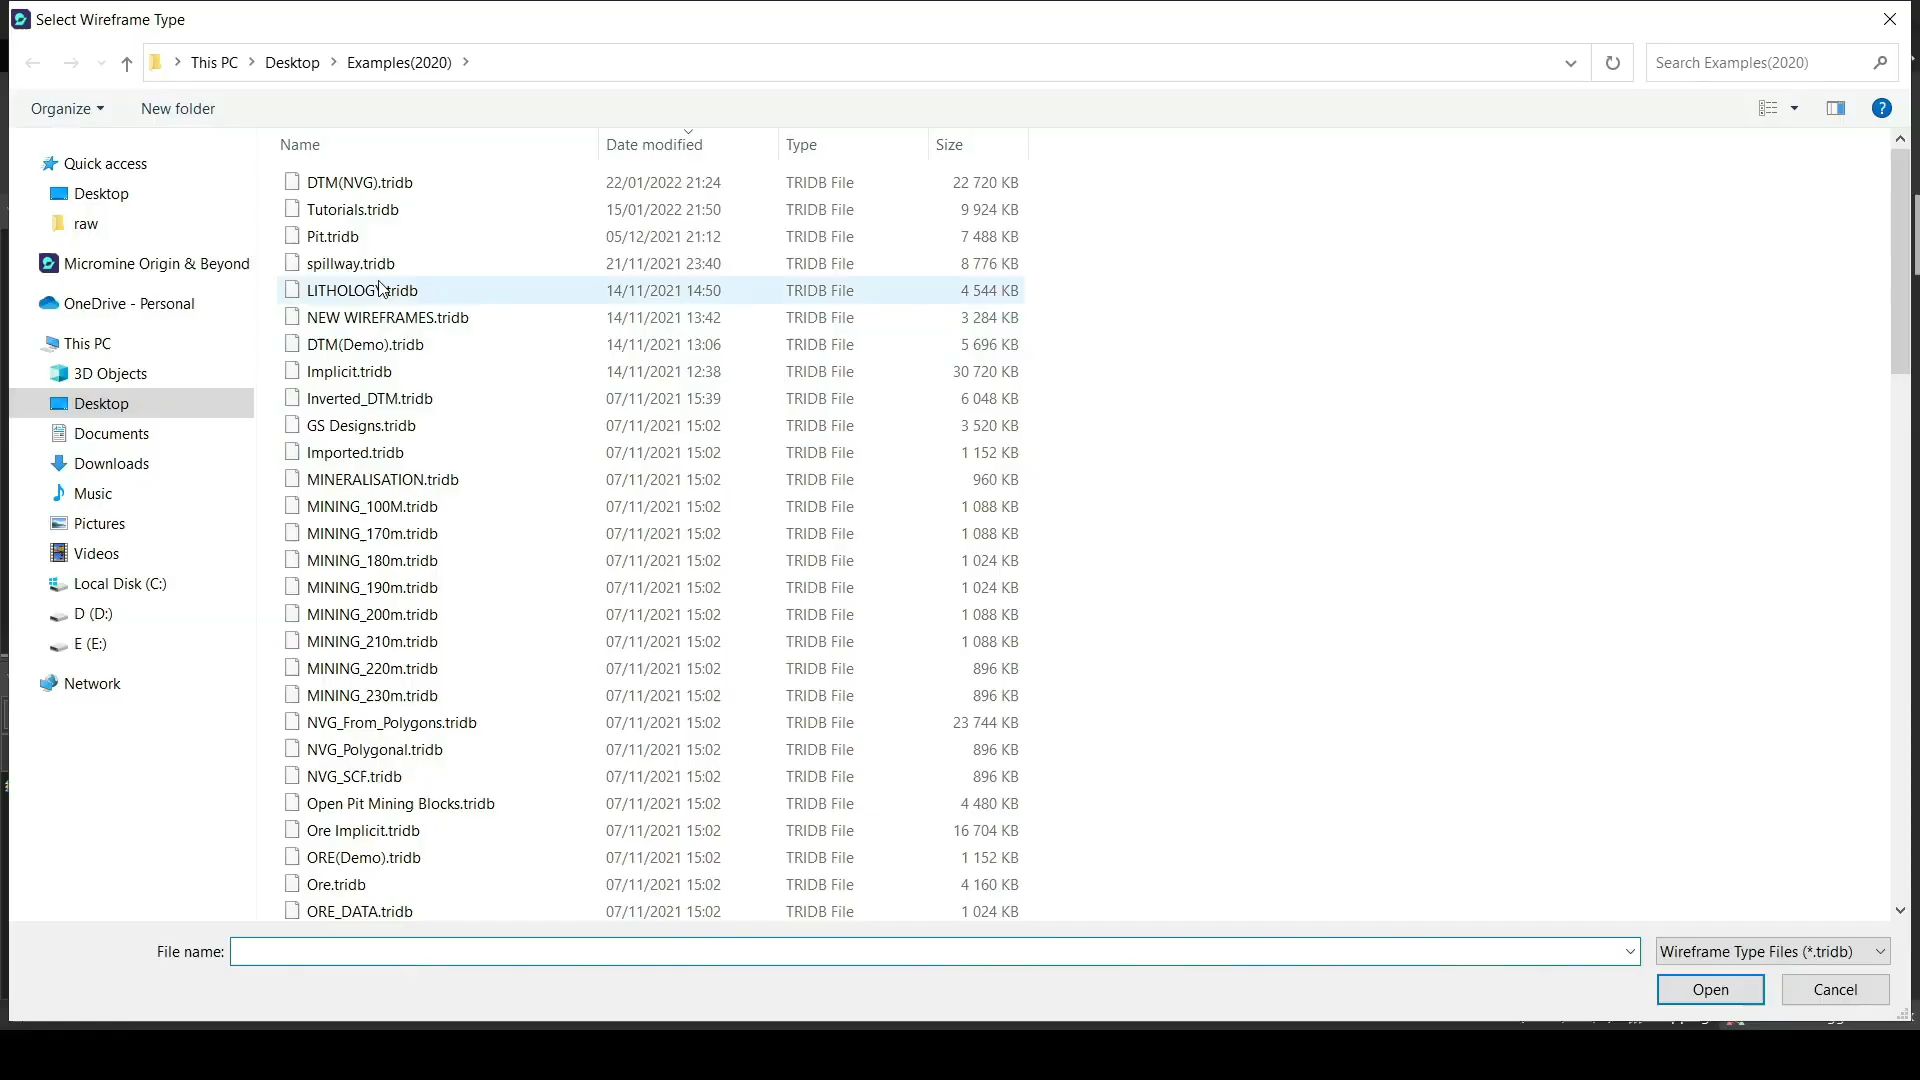 Select Wireframe Type
This PC > Desktop > Examples(2020) >
Search Examples(2020)
Organize
New folder
Name Date modified Type Size
Quick access
Desktop
raw
Micromine Origin & Beyond
OneDrive - Personal
This PC
3D Objects
Desktop
Documents
Downloads
Music
Pictures
Videos
Local Disk (C:)
D (D:)
E (E:)
Network
DTM(NVG).tridb 22/01/2022 21:24 TRIDB File 22 720 KB
Tutorials.tridb 15/01/2022 21:50 TRIDB File 9 924 KB
Pit.tridb 05/12/2021 21:12 TRIDB File 7 488 KB
spillway.tridb 21/11/2021 23:40 TRIDB File 8 776 KB
LITHOLOGY.tridb 14/11/2021 14:50 TRIDB File 4 544 KB
NEW WIREFRAMES.tridb 14/11/2021 13:42 TRIDB File 3 284 KB
DTM(Demo).tridb 14/11/2021 13:06 TRIDB File 5 696 KB
Implicit.tridb 14/11/2021 12:38 TRIDB File 30 720 KB
Inverted_DTM.tridb 07/11/2021 15:39 TRIDB File 6 048 KB
GS Designs.tridb 07/11/2021 15:02 TRIDB File 3 520 KB
Imported.tridb 07/11/2021 15:02 TRIDB File 1 152 KB
MINERALISATION.tridb 07/11/2021 15:02 TRIDB File 960 KB
MINING_100M.tridb 07/11/2021 15:02 TRIDB File 1 088 KB
MINING_170m.tridb 07/11/2021 15:02 TRIDB File 1 088 KB
MINING_180m.tridb 07/11/2021 15:02 TRIDB File 1 024 KB
MINING_190m.tridb 07/11/2021 15:02 TRIDB File 1 024 KB
MINING_200m.tridb 07/11/2021 15:02 TRIDB File 1 088 KB
MINING_210m.tridb 07/11/2021 15:02 TRIDB File 1 088 KB
MINING_220m.tridb 07/11/2021 15:02 TRIDB File 896 KB
MINING_230m.tridb 07/11/2021 15:02 TRIDB File 896 KB
NVG_From_Polygons.tridb 07/11/2021 15:02 TRIDB File 23 744 KB
NVG_Polygonal.tridb 07/11/2021 15:02 TRIDB File 896 KB
NVG_SCF.tridb 07/11/2021 15:02 TRIDB File 896 KB
Open Pit Mining Blocks.tridb 07/11/2021 15:02 TRIDB File 4 480 KB
Ore Implicit.tridb 07/11/2021 15:02 TRIDB File 16 704 KB
ORE(Demo).tridb 07/11/2021 15:02 TRIDB File 1 152 KB
Ore.tridb 07/11/2021 15:02 TRIDB File 4 160 KB
ORE_DATA.tridb 07/11/2021 15:02 TRIDB File 1 024 KB
File name:
Wireframe Type Files (*.tridb)
Open
Cancel